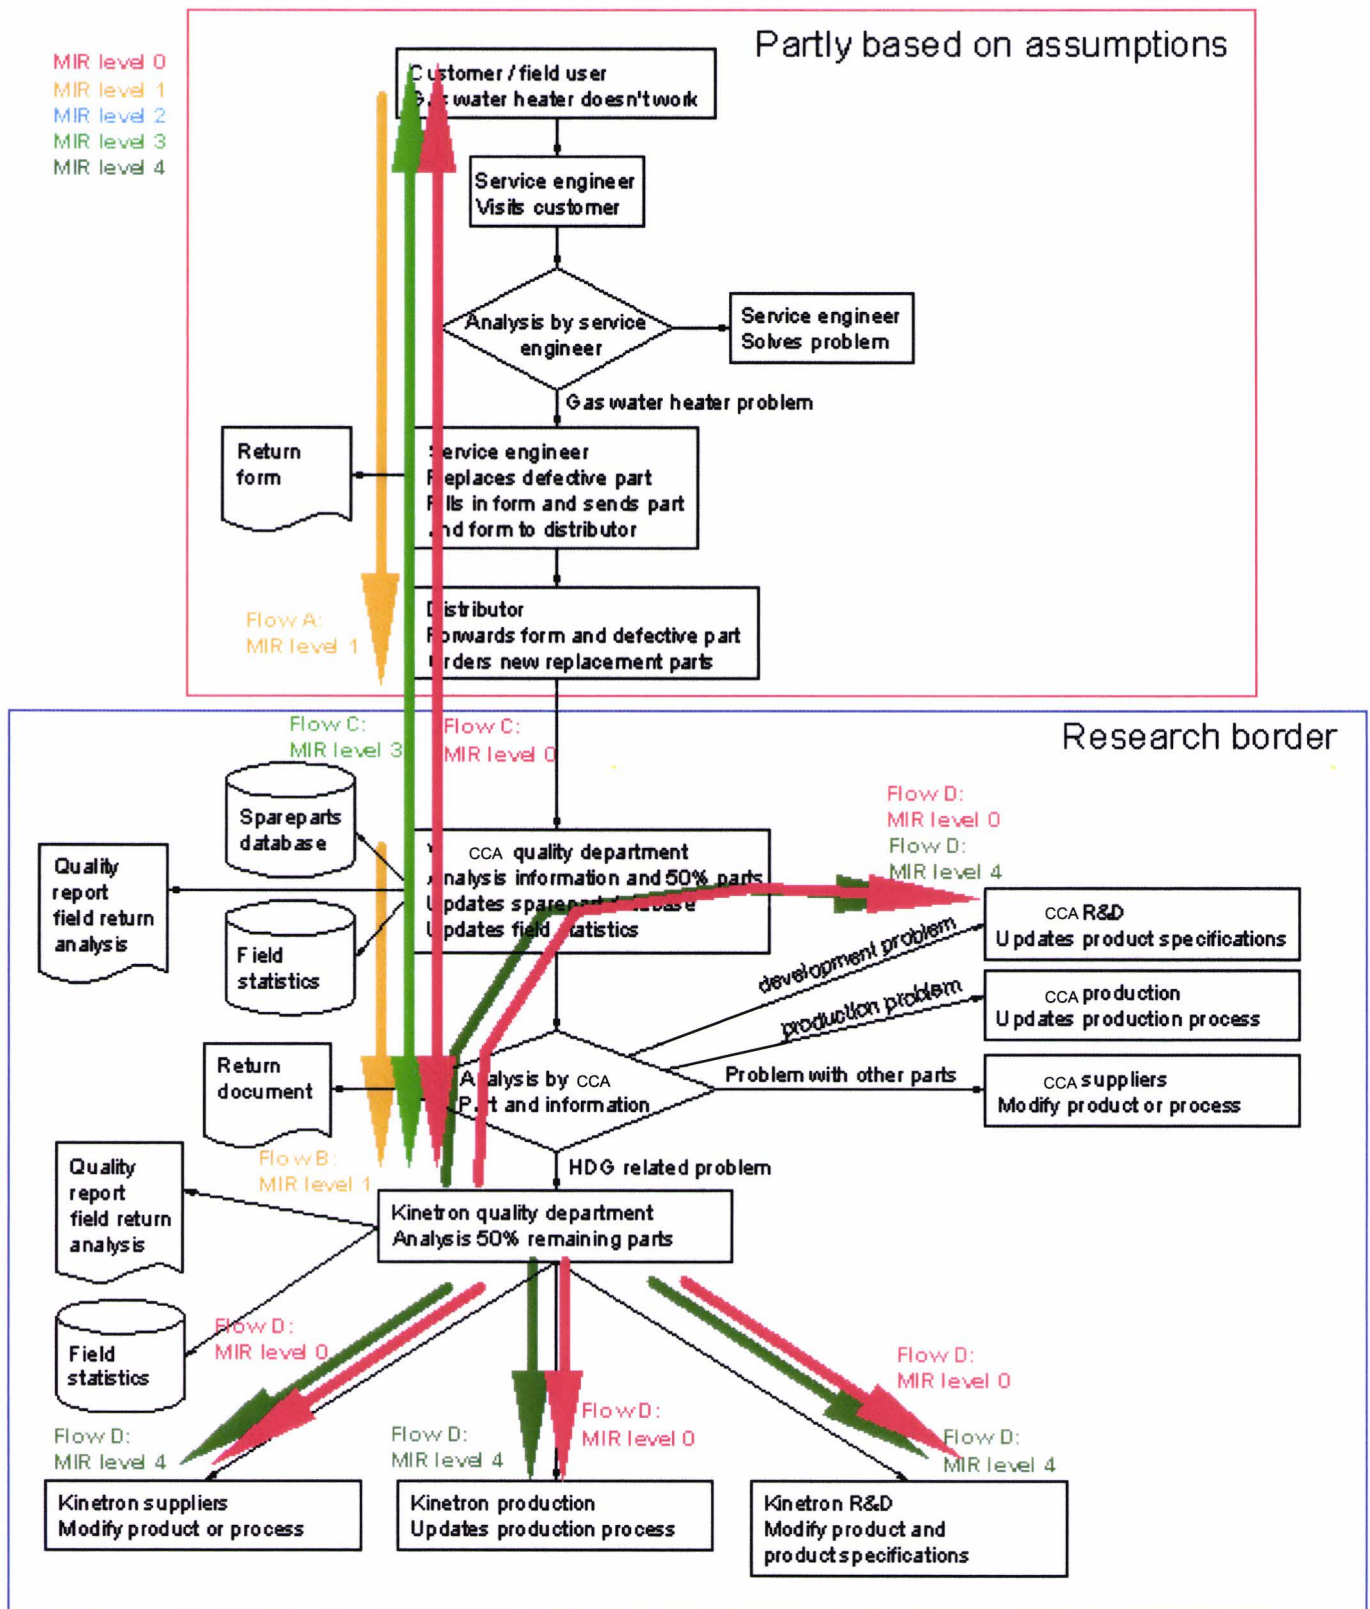 Partly based on assumptions
MIR level 0
MIR level 1
MIR level 2
MIR level 3
MIR level 4
Customer / field user
Gas water heater doesn't work
Service engineer
Visits customer
Analysis by service
engineer
Service engineer
Solves problem
Gas water heater problem
Return
form
Service engineer
Replaces defective part
Fills in form and sends part
And form to distributor
Flow A:
MIR level 1
Distributor
Forwards form and defective part
Orders new replacement parts
Research border
Flow C:
MIR level 3
Flow C:
MIR level 0
Spareparts
database
Flow D:
MIR level 0
Flow D:
MIR level 4
Quality
report
field return
analysis
CCA quality department
Analysis information and 50% parts
Updates sparepart database
Updates field statistics
Field
statistics
development problem
CCA R&D
Updates product specifications
production problem
CCA production
Updates production process
Return
document
Analysis by CCA
Part and information
Problem with other parts
CCA suppliers
Modify product or process
Flow B:
MIR level 1
HDG related problem
Quality
report
field return
analysis
Kinetron quality department
Analysis 50% remaining parts
Field
statistics
Flow D:
MIR level 0
Flow D:
MIR level 4
Flow D:
MIR level 4
Flow D:
MIR level 0
Flow D:
MIR level 0
Flow D:
MIR level 4
Kinetron suppliers
Modify product or process
Kinetron production
Updates production process
Kinetron R&D
Modify product and
product specifications